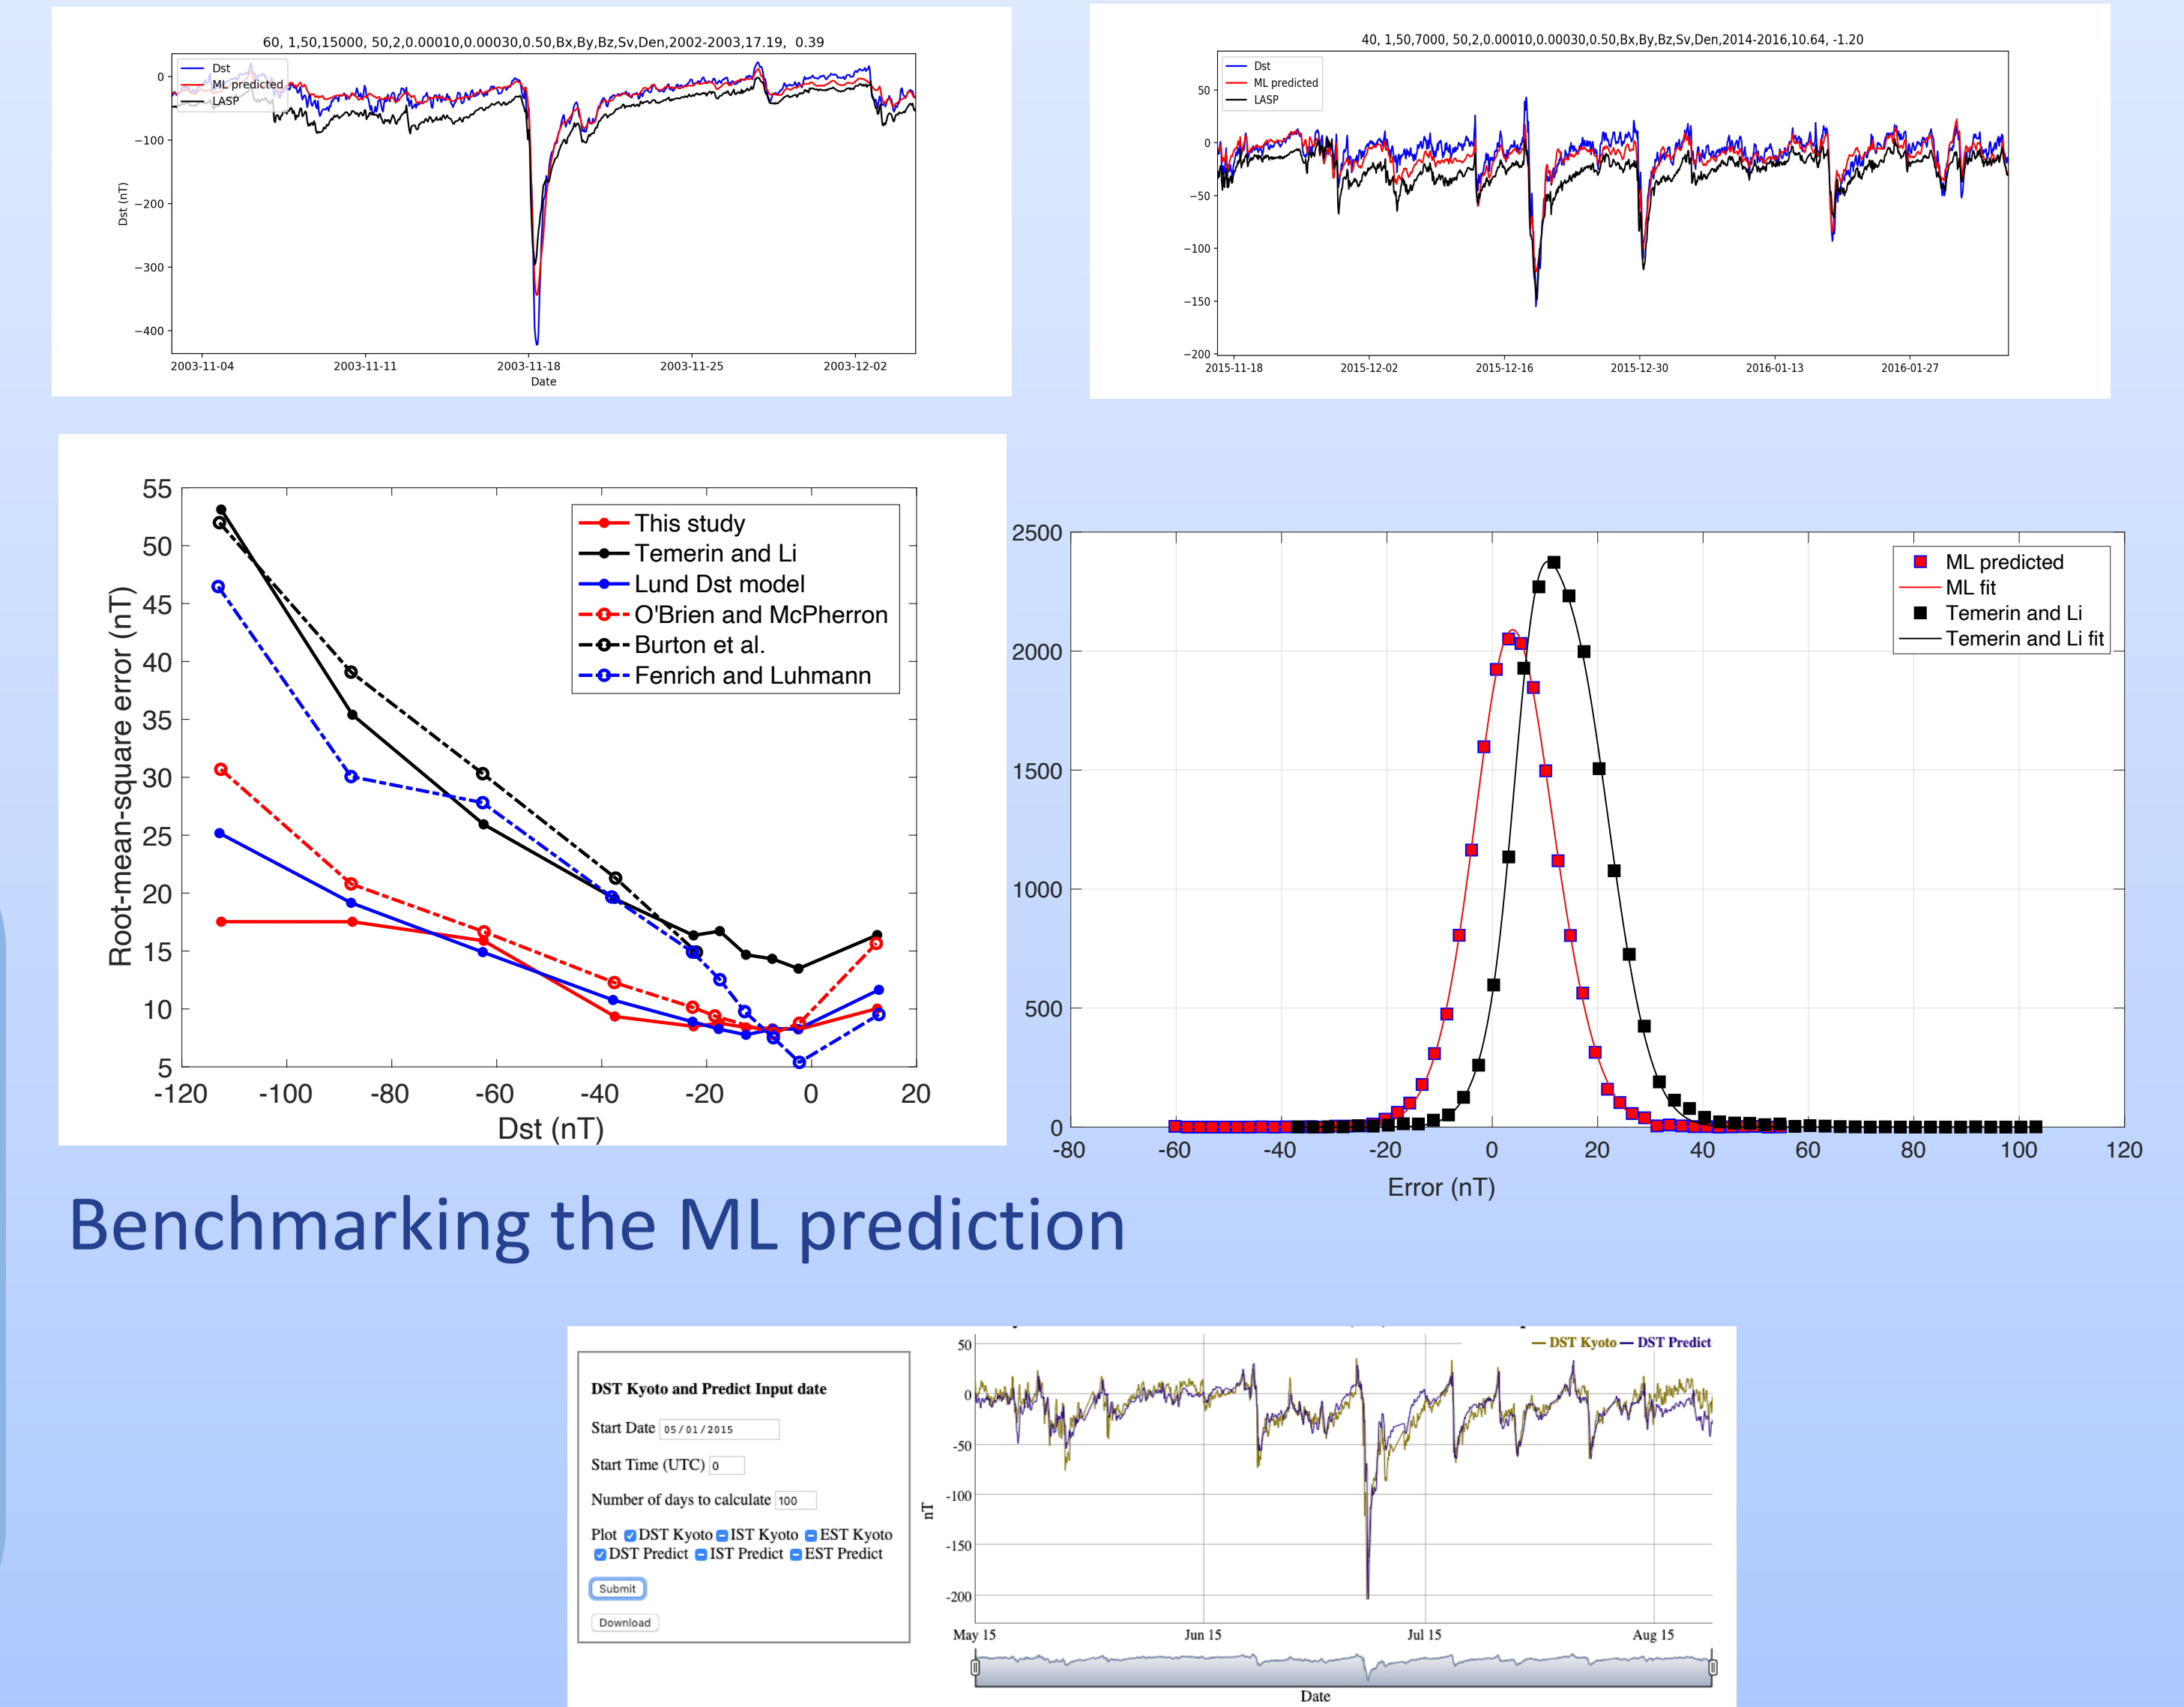 60, 1,50,15000, 50,2,0.00010,0.00030,0.50,Bx,By,Bz,Sv,Den,2002-2003,17.19, 0.39
Dst
ML predicted
LASP
Dst (nT)
0
−100
−200
−300
−400
2003-11-04 2003-11-11 2003-11-18 2003-11-25 2003-12-02
Date
40, 1,50,7000, 50,2,0.00010,0.00030,0.50,Bx,By,Bz,Sv,Den,2014-2016,10.64, -1.20
Dst
ML predicted
LASP
50
0
−50
−100
−150
−200
2015-11-18 2015-12-02 2015-12-16 2015-12-30 2016-01-13 2016-01-27
Root-mean-square error (nT)
55
50
45
40
35
30
25
20
15
10
5
This study
Temerin and Li
Lund Dst model
O'Brien and McPherron
Burton et al.
Fenrich and Luhmann
-120 -100 -80 -60 -40 -20 0 20
Dst (nT)
2500
2000
1500
1000
500
0
ML predicted
ML fit
Temerin and Li
Temerin and Li fit
-80 -60 -40 -20 0 20 40 60 80 100 120
Error (nT)
Benchmarking the ML prediction
DST Kyoto and Predict Input date
Start Date 05/01/2015
Start Time (UTC) 0
Number of days to calculate 100
Plot DST Kyoto IST Kyoto EST Kyoto
DST Predict IST Predict EST Predict
Submit
Download
DST Kyoto DST Predict
nT
50
0
-50
-100
-150
-200
May 15 Jun 15 Jul 15 Aug 15
Date